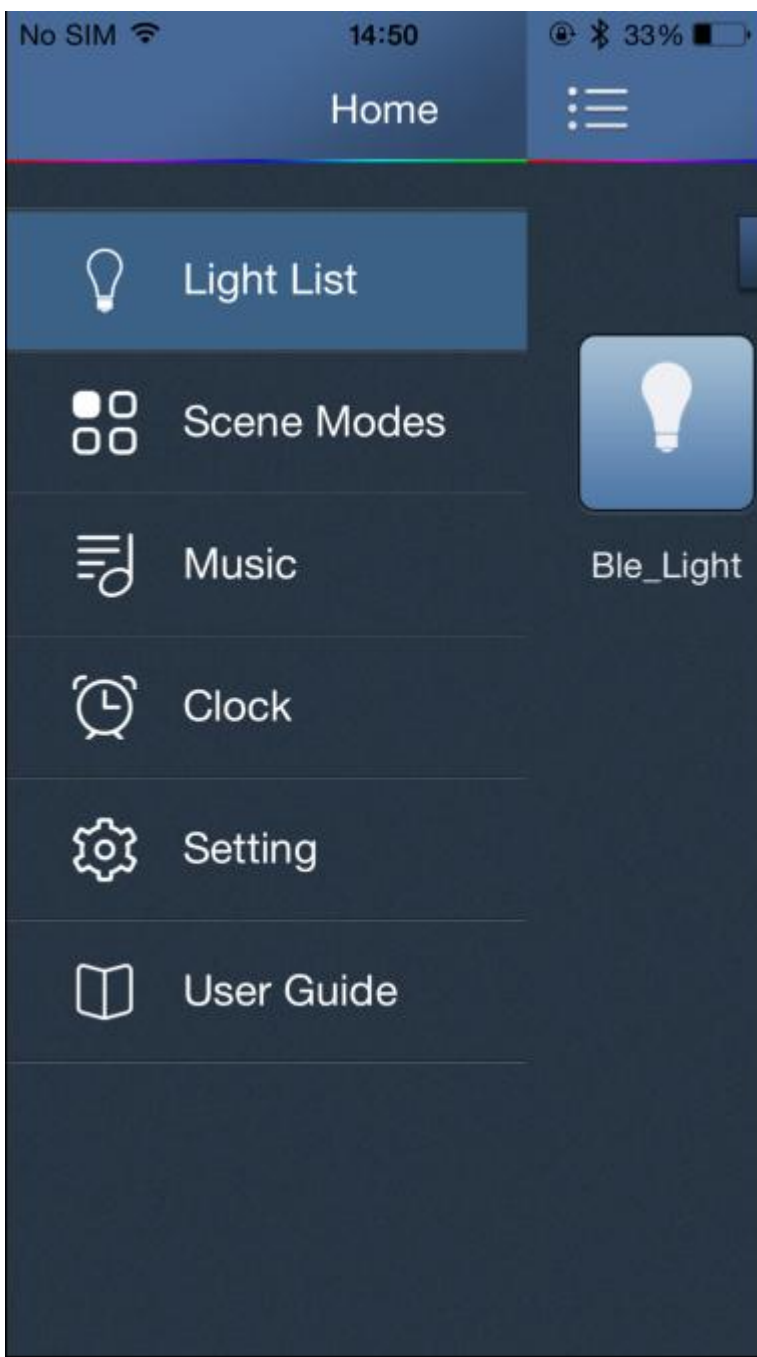 No SIM 14:50 33%
Home
Light List
Scene Modes
Music
Clock
Setting
User Guide
Ble_Light